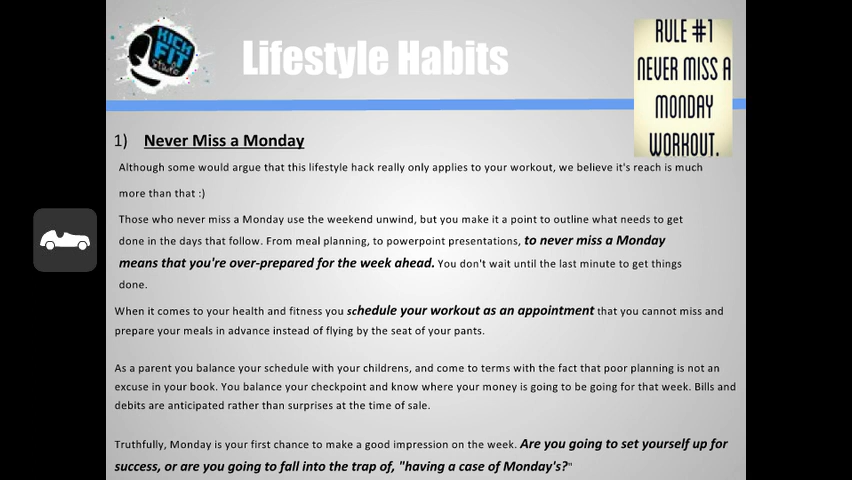 KICK
FIT
studio
Lifestyle Habits
RULE #1
NEVER MISS A
MONDAY
WORKOUT.
1) Never Miss a Monday
Although some would argue that this lifestyle hack really only applies to your workout, we believe it's reach is much
more than that :)
Those who never miss a Monday use the weekend unwind, but you make it a point to outline what needs to get
done in the days that follow. From meal planning, to powerpoint presentations, to never miss a Monday
means that you're over-prepared for the week ahead. You don't wait until the last minute to get things
done.
When it comes to your health and fitness you schedule your workout as an appointment that you cannot miss and
prepare your meals in advance instead of flying by the seat of your pants.
As a parent you balance your schedule with your childrens, and come to terms with the fact that poor planning is not an
excuse in your book. You balance your checkpoint and know where your money is going to be going for that week. Bills and
debits are anticipated rather than surprises at the time of sale.
Truthfully, Monday is your first chance to make a good impression on the week. Are you going to set yourself up for
success, or are you going to fall into the trap of, "having a case of Monday's?"